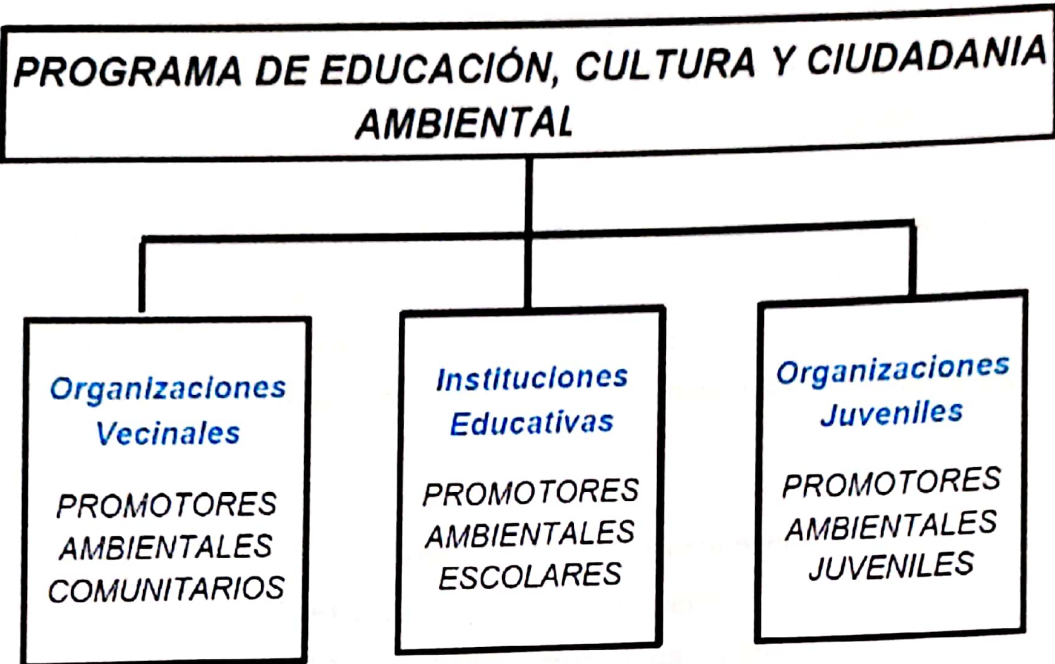 PROGRAMA DE EDUCACIÓN, CULTURA Y CIUDADANIA
AMBIENTAL
Organizaciones
Vecinales
PROMOTORES
AMBIENTALES
COMUNITARIOS
Instituciones
Educativas
PROMOTORES
AMBIENTALES
ESCOLARES
Organizaciones
Juveniles
PROMOTORES
AMBIENTALES
JUVENILES